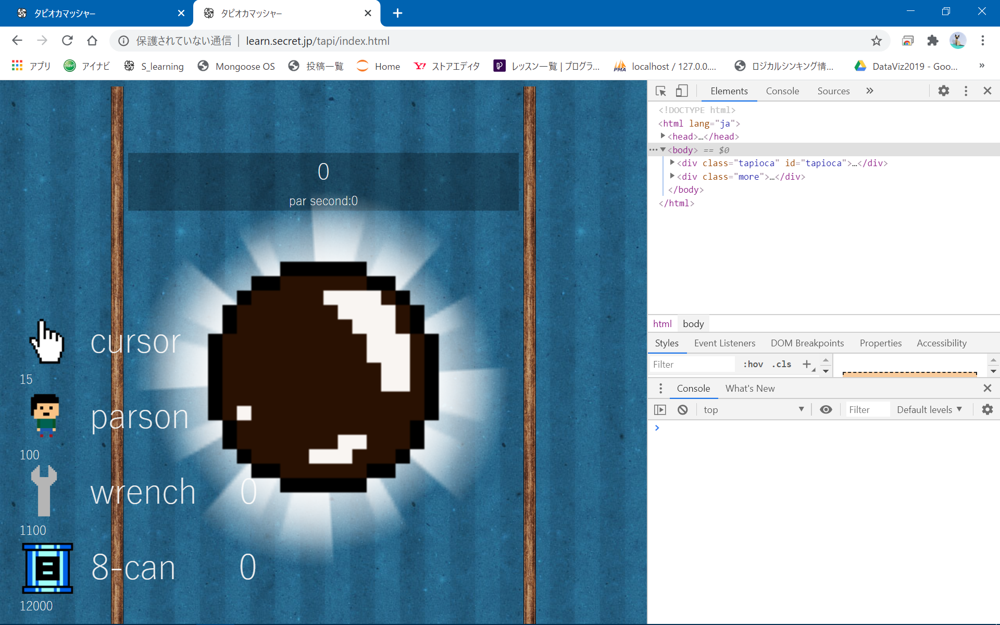 タピオカマッシャー
タピオカマッシャー
保護されていない通信 | learn.secret.jp/tapi/index.html
アプリ アイナビ S_learning Mongoose OS 投稿一覧 Home ストアエディタ レッスン一覧 | プログラ... localhost / 127.0.0.... ロジカルシンキング情... DataViz2019 - Goo... »
0
par second:0
cursor
15
parson
100
wrench 0
1100
8-can 0
12000
Elements Console Sources »
<!DOCTYPE html>
<html lang="ja">
<head>…</head>
<body> == $0
<div class="tapioca" id="tapioca">…</div>
<div class="more">…</div>
</body>
</html>
html body
Styles Event Listeners DOM Breakpoints Properties Accessibility
Filter :hov .cls +
Console What's New
top Filter Default levels